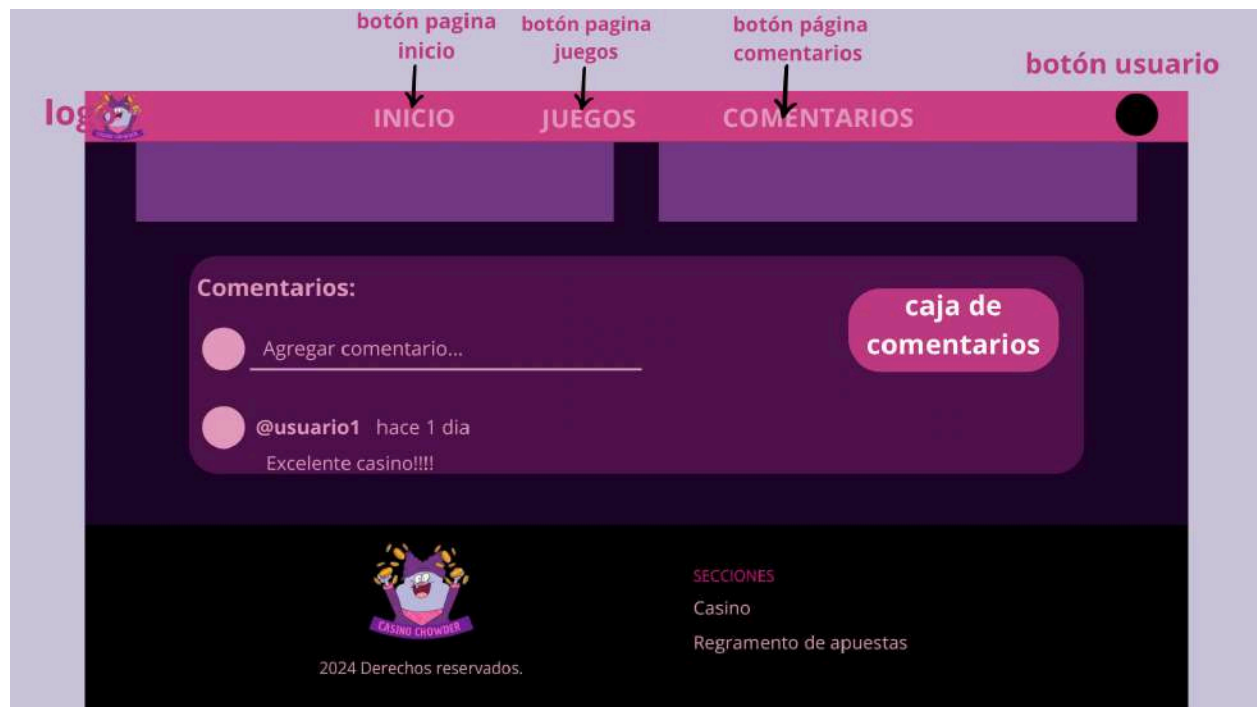 botón pagina
inicio
botón pagina
juegos
botón página
comentarios
botón usuario
INICIO
JUEGOS
COMENTARIOS
Comentarios:
caja de
comentarios
Agregar comentario...
@usuario1 hace 1 dia
Excelente casino!!!!
CASINO CHOWDER
2024 Derechos reservados.
SECCIONES
Casino
Regramento de apuestas